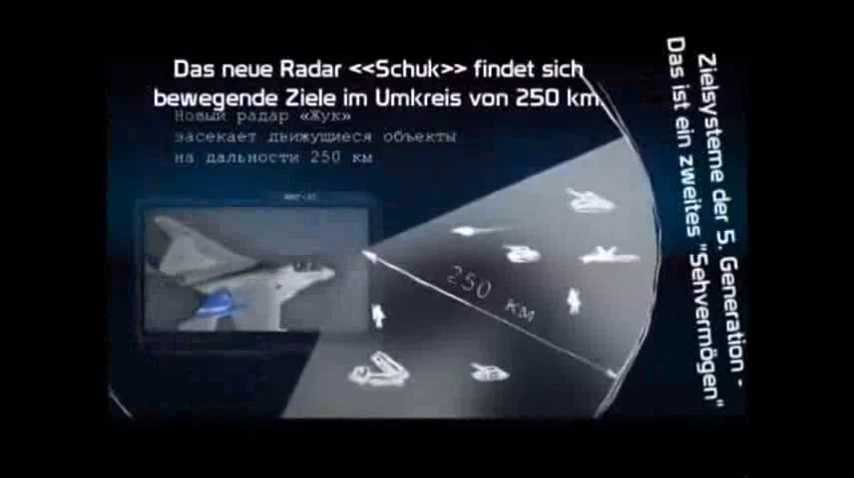 Das neue Radar <<Schuk>> findet sich
bewegende Ziele im Umkreis von 250 km
Новый радар «Жук»
засекает движущиеся объекты
на дальности 250 км
250 км
Zielsysteme der 5. Generation -
Das ist ein zweites "Sehvermögen"